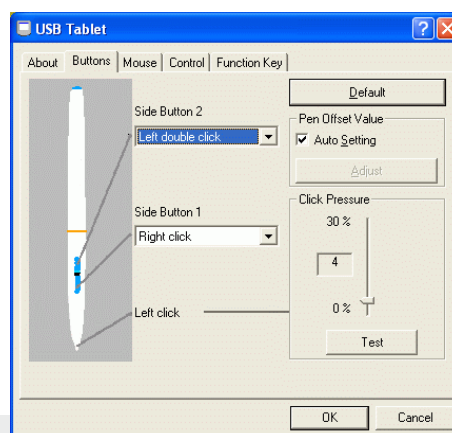 USB Tablet
About Buttons Mouse Control Function Key
Side Button 2
Left double click
Side Button 1
Right click
Left click
Default
Pen Offset Value
Auto Setting
Adjust
Click Pressure
30 %
4
0 %
Test
OK Cancel